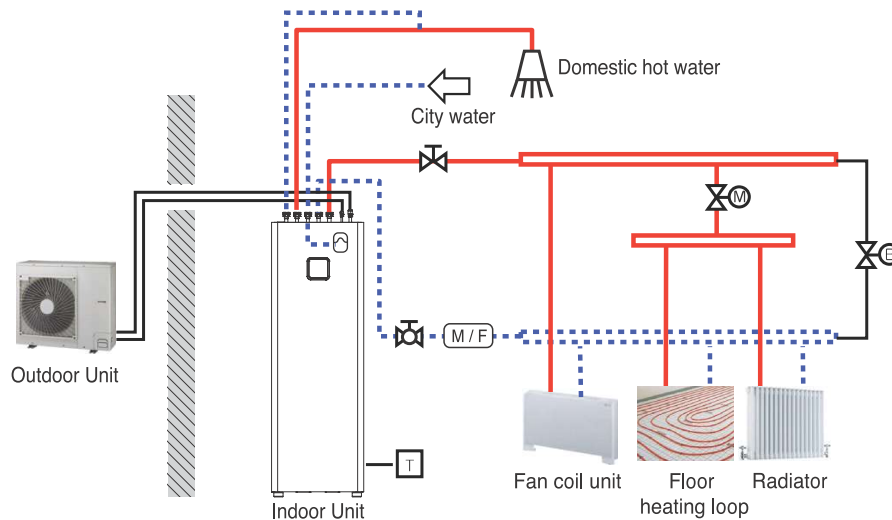 Domestic hot water
City water
M
E
M / F
Outdoor Unit
T
Fan coil unit
Floor
heating loop
Radiator
Indoor Unit